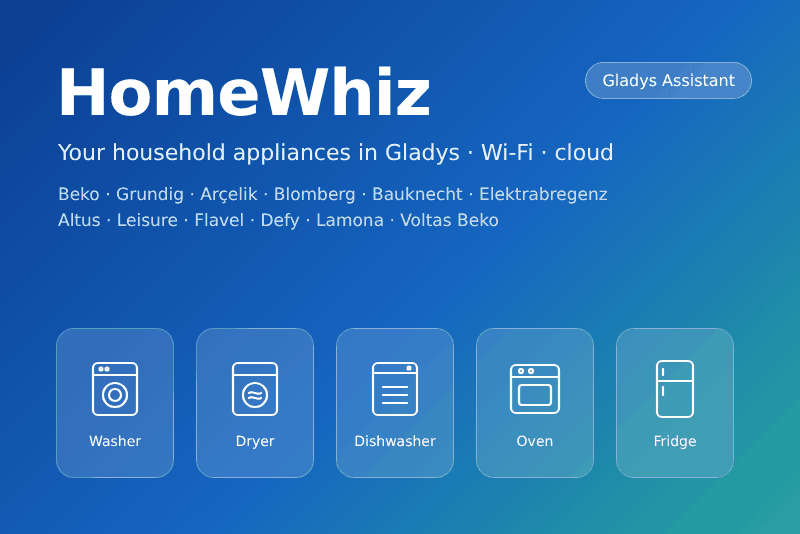 HomeWhiz
Gladys Assistant
Your household appliances in Gladys · Wi-Fi · cloud
Beko · Grundig · Arçelik · Blomberg · Bauknecht · Elektrabregenz
Altus · Leisure · Flavel · Defy · Lamona · Voltas Beko
Washer
Dryer
Dishwasher
Oven
Fridge